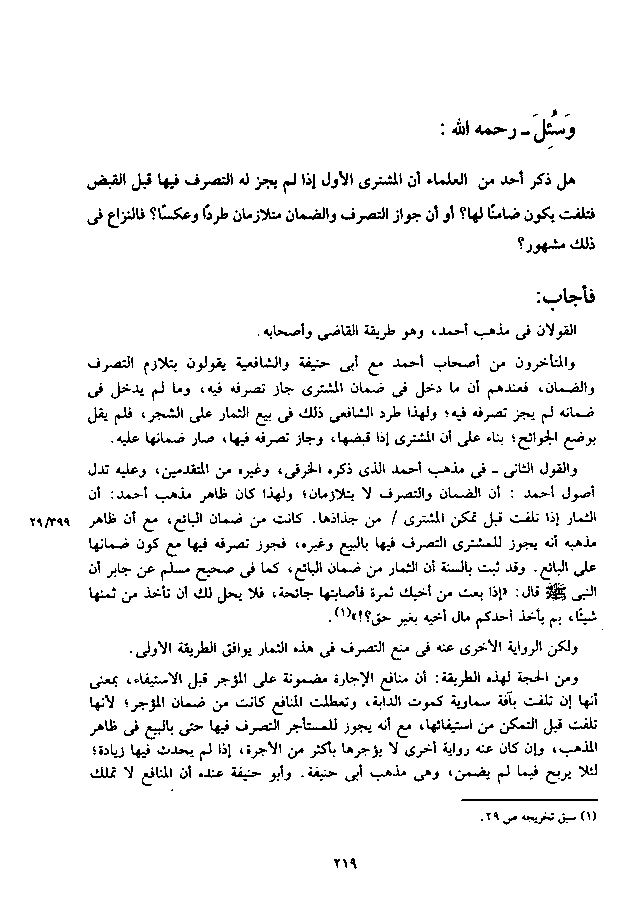 وَسُئِلَ ـ رحمه الله :
هل ذكر أحد من العلماء أن المشترى الأول إذا لم يجز له التصرف فيها قبل القبض
فتلفت يكون ضامنًا لها؟ أو أن جواز التصرف والضمان متلازمان طردًا وعكسًا؟ فالنزاع فى
ذلك مشهور؟
فأجاب:
القولان فى مذهب أحمد، وهو طريقة القاضي وأصحابه.
والمتأخرون من أصحاب أحمد مع أبى حنيفة والشافعية يقولون بتلازم التصرف
والضمان، فعندهم أن ما دخل فى ضمان المشترى جاز تصرفه فيه، وما لم يدخل فى
ضمانه لم يجز تصرفه فيه؛ ولهذا طرد الشافعي ذلك فى بيع الثمار على الشجر، فلم يقل
بوضع الجوائح؛ بناء على أن المشترى إذا قبضها، وجاز تصرفه فيها، صار ضمانها عليه.
والقول الثانى ـ فى مذهب أحمد الذى ذكره الخرقى، وغيره من المتقدمين، وعليه تدل
أصول أحمد : أن الضمان والتصرف لا يتلازمان؛ ولهذا كان ظاهر مذهب أحمد: أن
الثمار إذا تلفت قبل تمكن المشترى / من جذاذها. كانت من ضمان البائع، مع أن ظاهر
٢٩/٣٩٩
مذهبه أنه يجوز للمشترى التصرف فيها بالبيع وغيره، فجوز تصرفه فيها مع كون ضمانها
على البائع. وقد ثبت بالسنة أن الثمار من ضمان البائع، كما فى صحيح مسلم عن جابر أن
النبى ﷺ قال: «إذا بعت من أخيك ثمرة فأصابتها جائحة، فلا يحل لك أن تأخذ من ثمنها
شيئًا، بم يأخذ أحدكم مال أخيه بغير حق؟!»(١).
ولكن الرواية الأخرى عنه فى منع التصرف فى هذه الثمار يوافق الطريقة الأولى.
ومن الحجة لهذه الطريقة: أن منافع الإجارة مضمونة على المؤجر قبل الاستيفاء، بمعنى
أنها إن تلفت بآفة سماوية كموت الدابة، وتعطلت المنافع كانت من ضمان المؤجر؛ لأنها
تلفت قبل التمكن من استيفائها، مع أنه يجوز للمستأجر التصرف فيها حتى بالبيع فى ظاهر
المذهب، وإن كان عنه رواية أخرى لا يؤجرها بأكثر من الأجرة، إذا لم يحدث فيها زيادة؛
لئلا يربح فيما لم يضمن، وهى مذهب أبى حنيفة. وأبو حنيفة عنده أن المنافع لا تملك
(١) سبق تخريجه ص ٢٩.
٢١٩